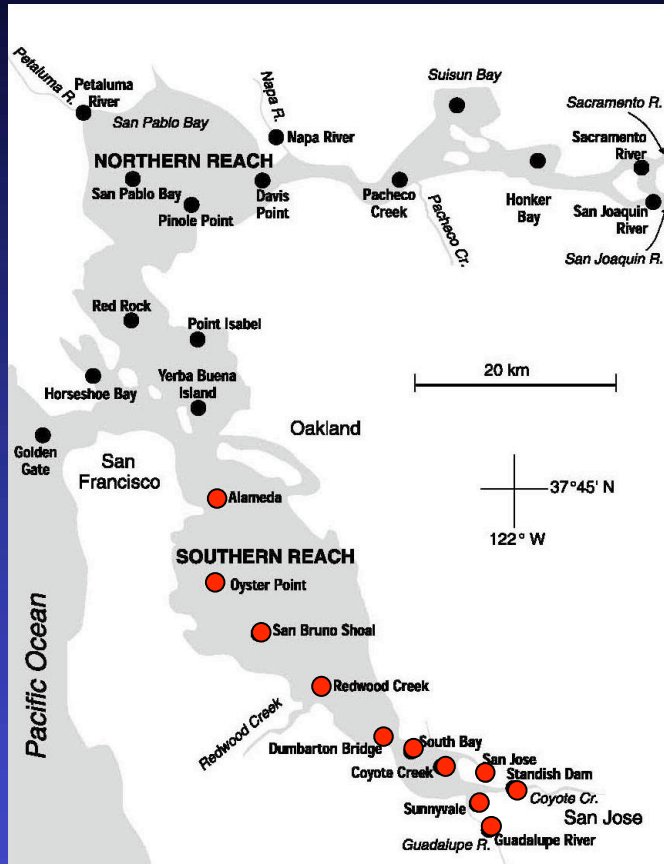 Petaluma R.
Petaluma
River
San Pablo Bay
Napa R.
Napa River
Suisun Bay
Sacramento R.
Sacramento
River
NORTHERN REACH
San Pablo Bay
Pinole Point
Davis
Point
Pacheco
Creek
Pacheco Cr.
Honker
Bay
San Joaquin
River
San Joaquin R.
Red Rock
Point Isabel
Horseshoe Bay
Yerba Buena
Island
20 km
Golden
Gate
San
Francisco
Oakland
Alameda
37°45' N
122° W
SOUTHERN REACH
Oyster Point
San Bruno Shoal
Pacific Ocean
Redwood Creek
Redwood Creek
Dumbarton Bridge
South Bay
Coyote Creek
San Jose
Standish Dam
Coyote Cr.
Sunnyvale
San Jose
Guadalupe R.
Guadalupe River